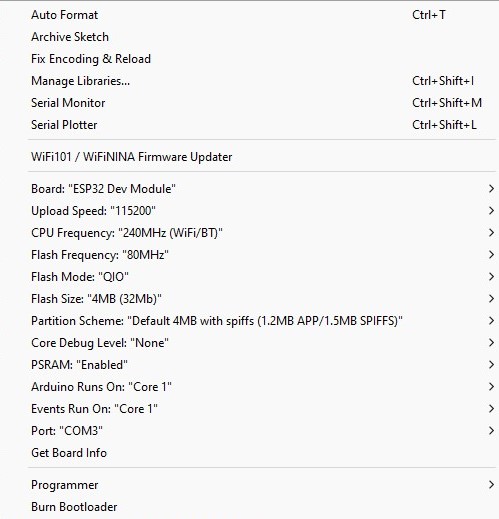 Auto Format Ctrl+T
Archive Sketch
Fix Encoding & Reload
Manage Libraries... Ctrl+Shift+I
Serial Monitor Ctrl+Shift+M
Serial Plotter Ctrl+Shift+L
WiFi101 / WiFiNINA Firmware Updater
Board: "ESP32 Dev Module"
Upload Speed: "115200"
CPU Frequency: "240MHz (WiFi/BT)"
Flash Frequency: "80MHz"
Flash Mode: "QIO"
Flash Size: "4MB (32Mb)"
Partition Scheme: "Default 4MB with spiffs (1.2MB APP/1.5MB SPIFFS)"
Core Debug Level: "None"
PSRAM: "Enabled"
Arduino Runs On: "Core 1"
Events Run On: "Core 1"
Port: "COM3"
Get Board Info
Programmer
Burn Bootloader